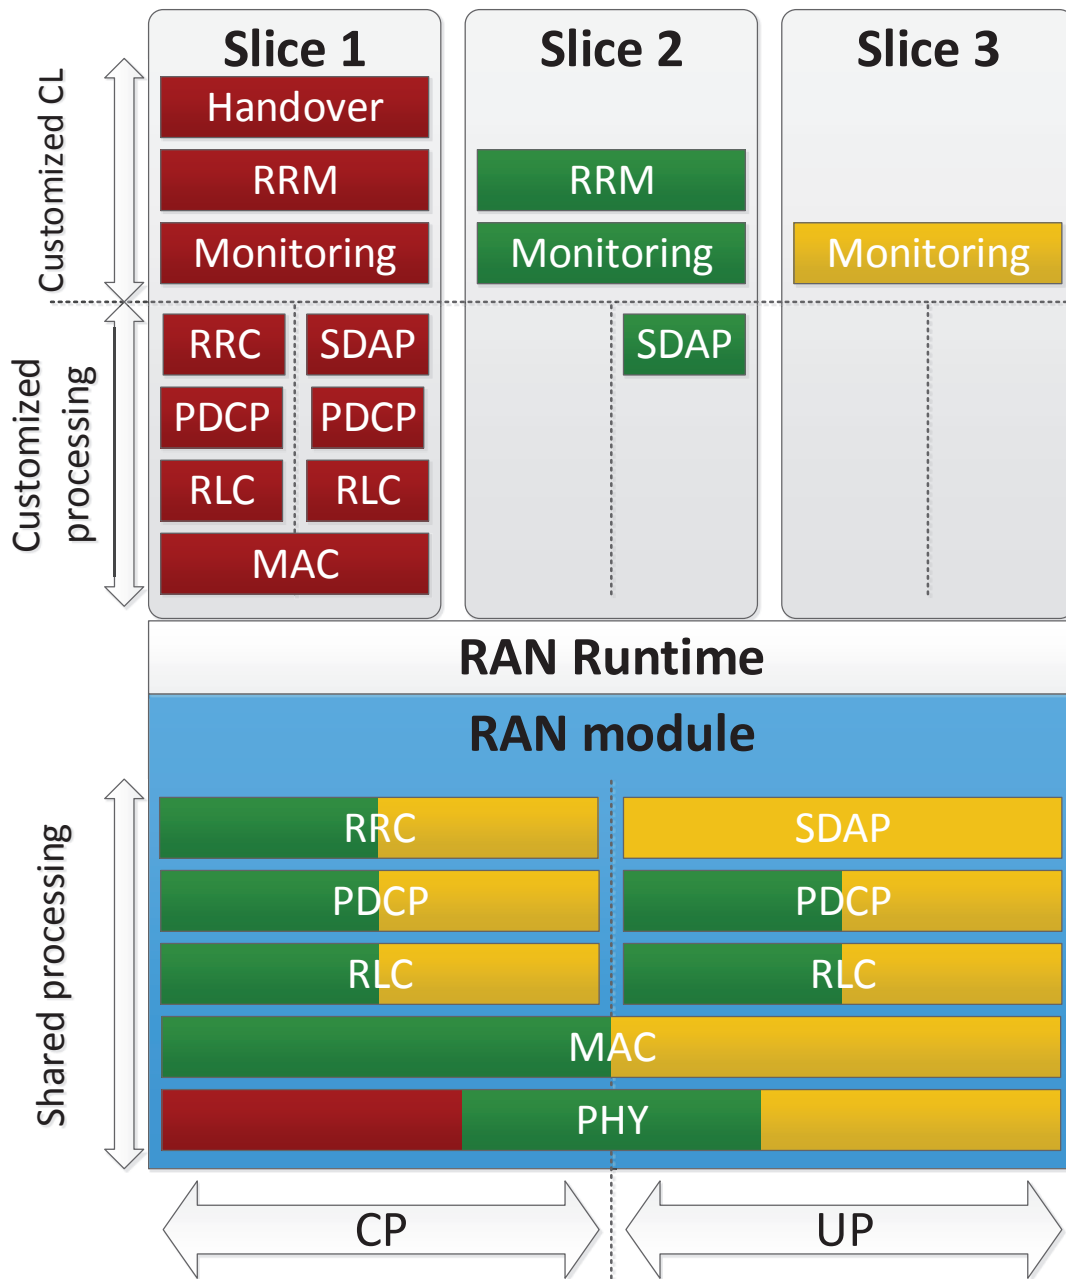 Slice 1
Slice 2
Slice 3
Customized CL
Handover
RRM
RRM
Monitoring
Monitoring
Monitoring
Customized
processing
RRC
SDAP
SDAP
PDCP
PDCP
RLC
RLC
MAC
RAN Runtime
RAN module
Shared processing
RRC
SDAP
PDCP
PDCP
RLC
RLC
MAC
PHY
CP
UP